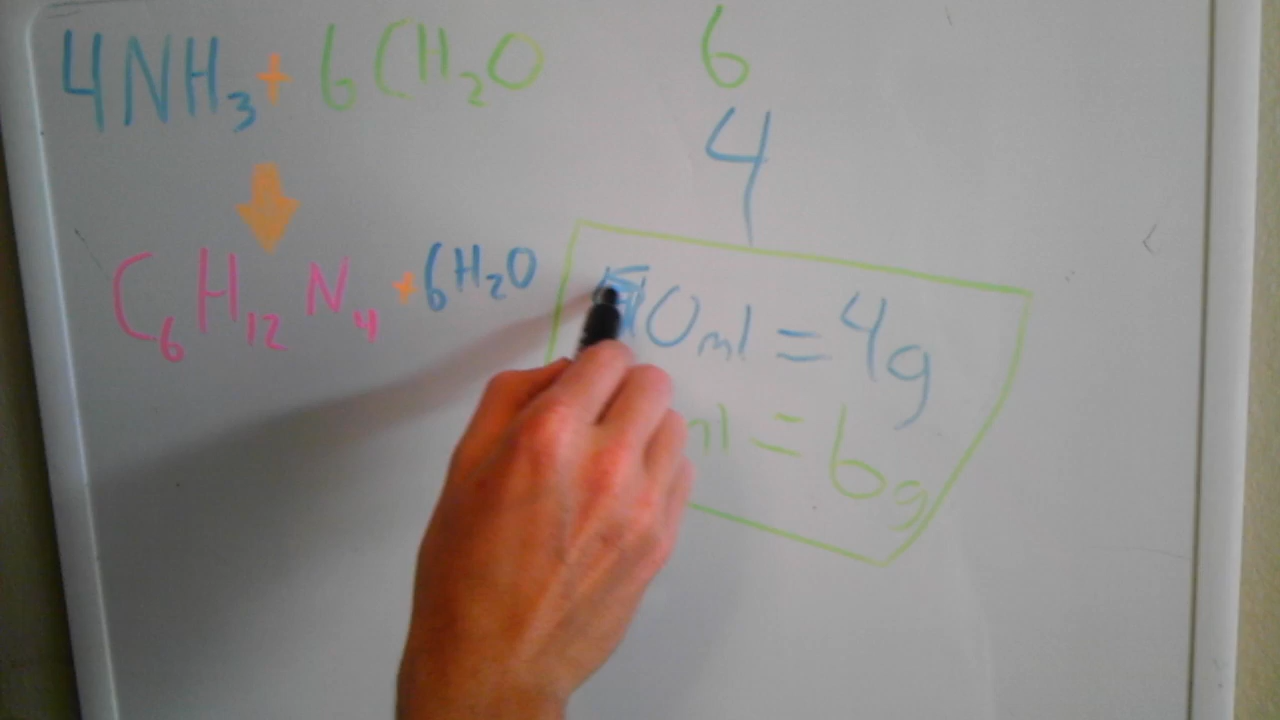 4NH₃ + 6CH₂O
6
4
C₆H₁₂N₄ + 6H₂O
0ml = 4g
ml = 6g